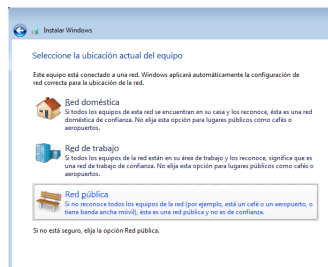 Instalar Windows
Seleccione la ubicación actual del equipo
Este equipo está conectado a una red. Windows aplicará automáticamente la configuración de
red correcta para la ubicación de la red.
Red doméstica
Si todos los equipos de esta red se encuentran en su casa y los reconoce, ésta es una red
doméstica de confianza. No elija esta opción para lugares públicos como cafés o
aeropuertos.
Red de trabajo
Si todos los equipos de la red están en su área de trabajo y los reconoce, significa que es
una red de trabajo de confianza. No elija esta opción para lugares públicos como cafés o
aeropuertos.
Red pública
Si no reconoce todos los equipos de la red (por ejemplo, está un café o un aeropuerto, o
tiene banda ancha móvil), ésta es una red pública y no es de confianza.
Si no está seguro, elija la opción Red pública.